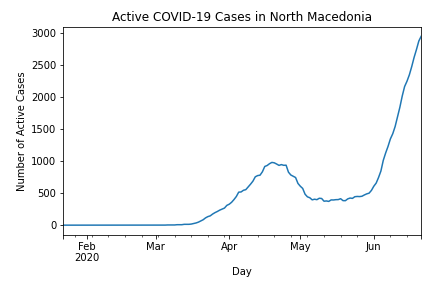 Active COVID-19 Cases in North Macedonia
3000
2500
2000
1500
1000
500
0
Number of Active Cases
Feb
2020
Mar
Apr
May
Jun
Day